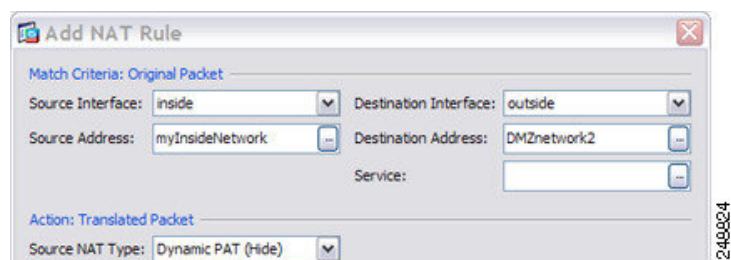 Add NAT Rule
Match Criteria: Original Packet
Source Interface: inside Destination Interface: outside
Source Address: myInsideNetwork Destination Address: DMZnetwork2
Service:
Action: Translated Packet
Source NAT Type: Dynamic PAT (Hide)
248824